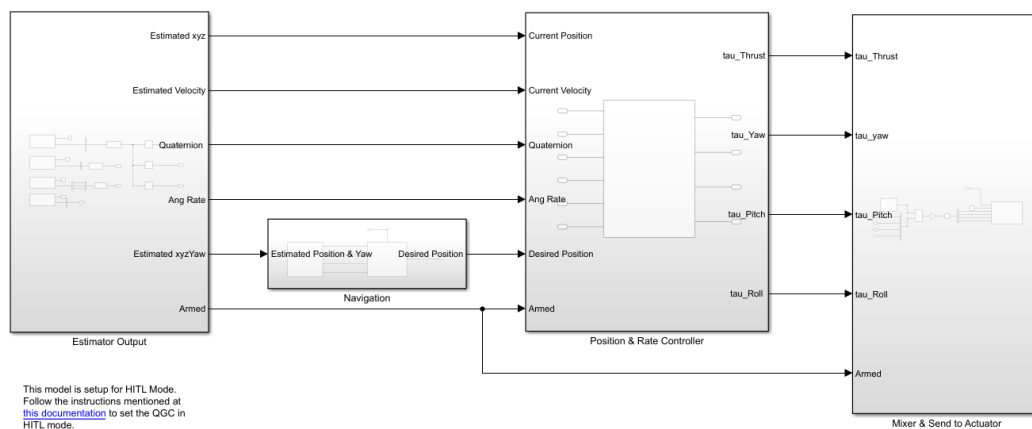 Estimated xyz
Estimated Velocity
Quaternion
Ang Rate
Estimated xyzYaw
Armed
Estimator Output
Estimated Position & Yaw
Desired Position
Navigation
Current Position
Current Velocity
Quaternion
Ang Rate
Desired Position
Armed
tau_Thrust
tau_Yaw
tau_Pitch
tau_Roll
Position & Rate Controller
tau_Thrust
tau_yaw
tau_Pitch
tau_Roll
Armed
Mixer & Send to Actuator
This model is setup for HITL Mode.
Follow the instructions mentioned at
this documentation to set the QGC in
HITL mode.